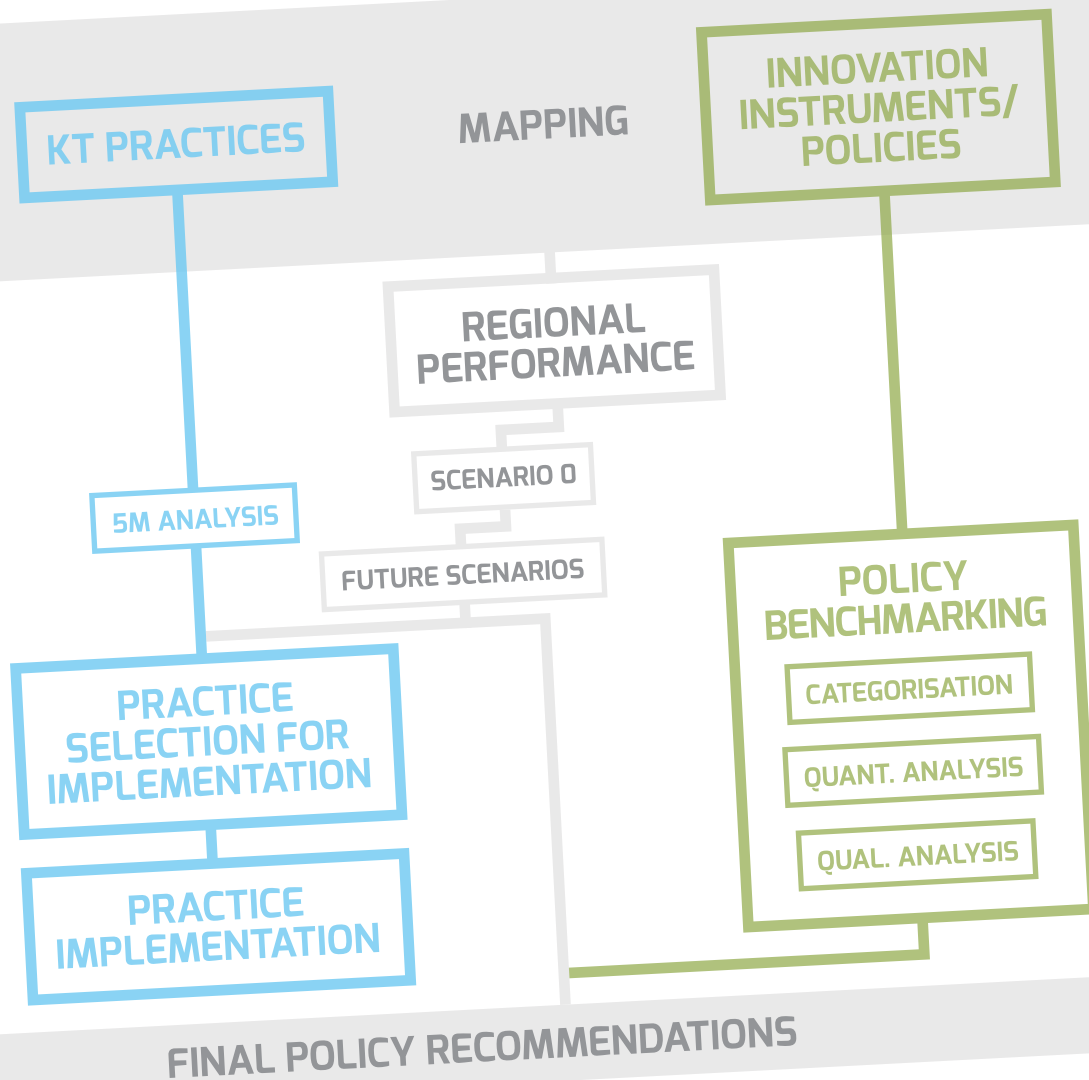 KT PRACTICES
MAPPING
INNOVATION
INSTRUMENTS/
POLICIES
REGIONAL
PERFORMANCE
SCENARIO 0
5M ANALYSIS
FUTURE SCENARIOS
POLICY
BENCHMARKING
CATEGORISATION
QUANT. ANALYSIS
QUAL. ANALYSIS
PRACTICE
SELECTION FOR
IMPLEMENTATION
PRACTICE
IMPLEMENTATION
FINAL POLICY RECOMMENDATIONS